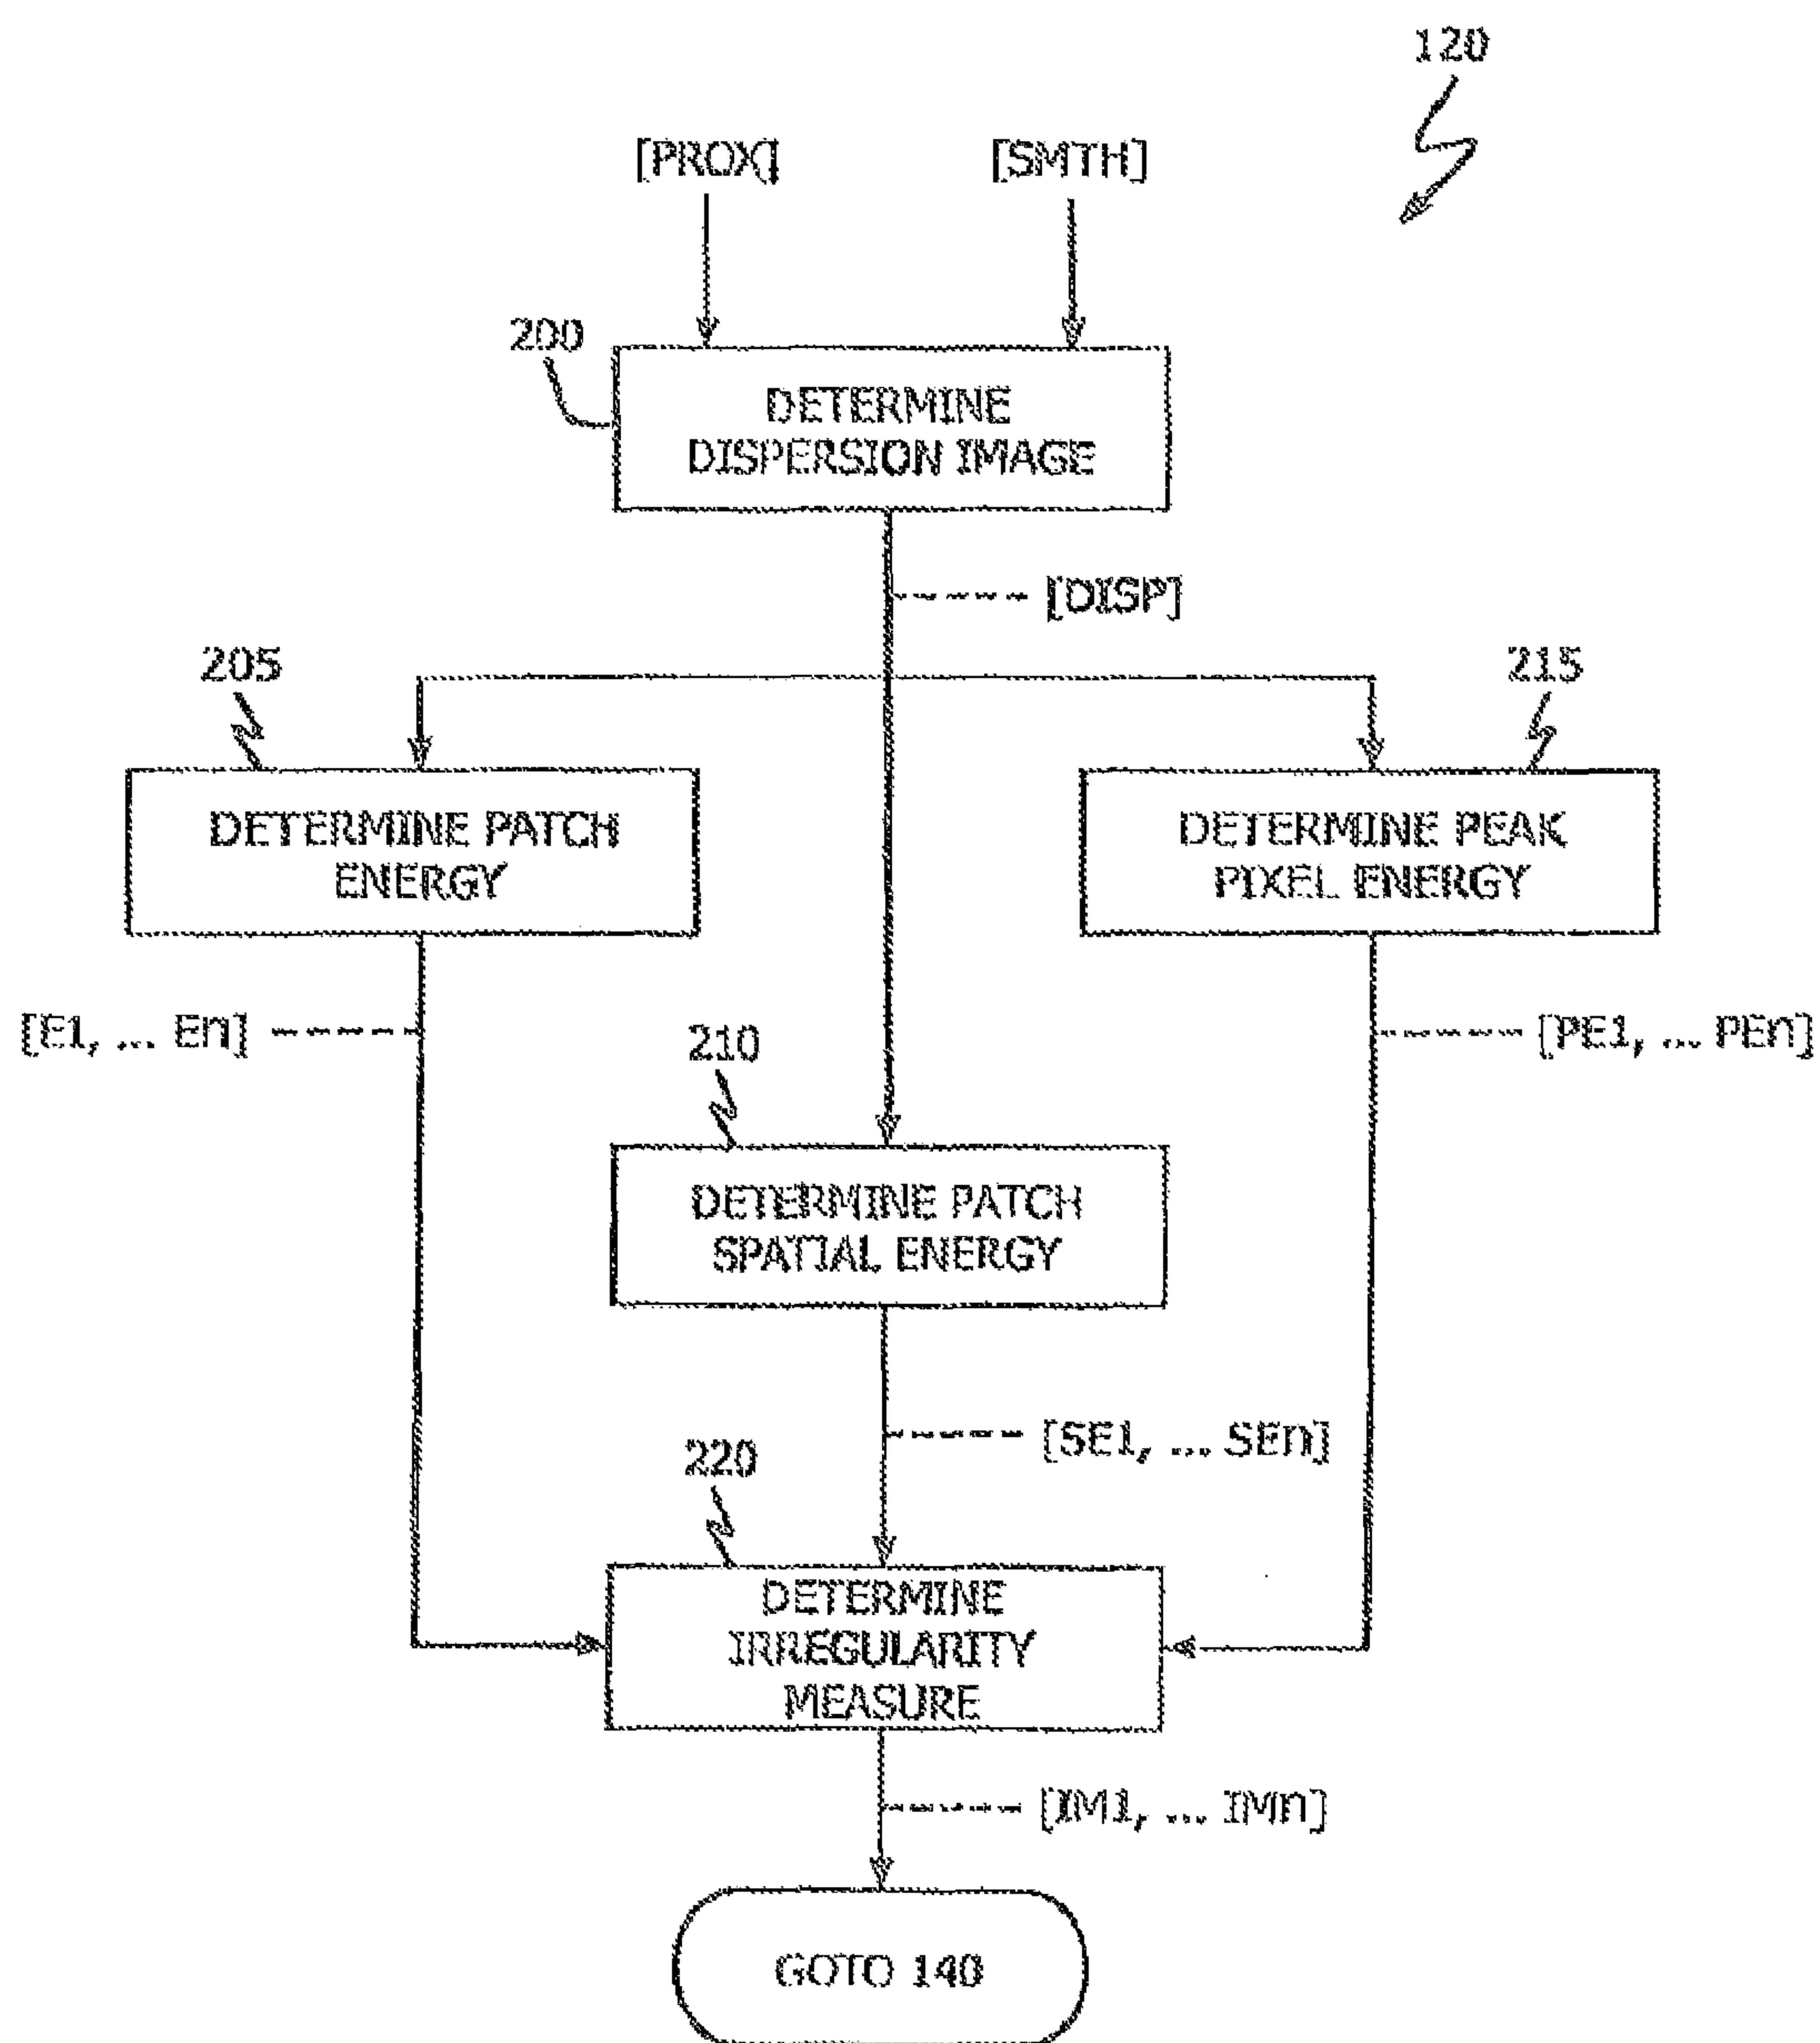 120
[PROX]
[SMTH]
200
DETERMINE
DISPERSION IMAGE
[DISP]
205
215
DETERMINE PATCH
ENERGY
DETERMINE PEAK
PIXEL ENERGY
[E1, ... En]
210
[PE1, ... PEn]
DETERMINE PATCH
SPATIAL ENERGY
[SE1, ... SEn]
220
DETERMINE
IRREGULARITY
MEASURE
[IM1, ... IMn]
GOTO 140